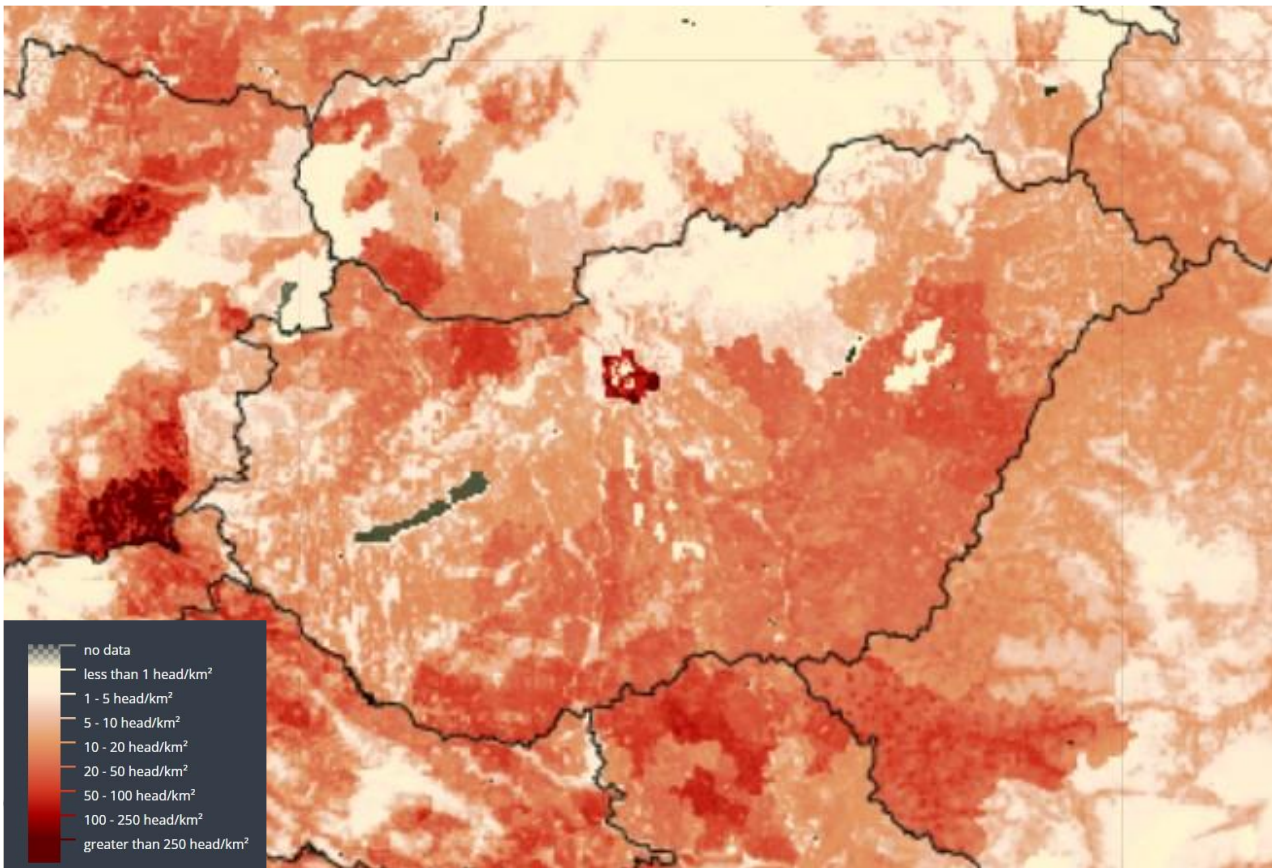 no data
less than 1 head/km²
1 - 5 head/km²
5 - 10 head/km²
10 - 20 head/km²
20 - 50 head/km²
50 - 100 head/km²
100 - 250 head/km²
greater than 250 head/km²